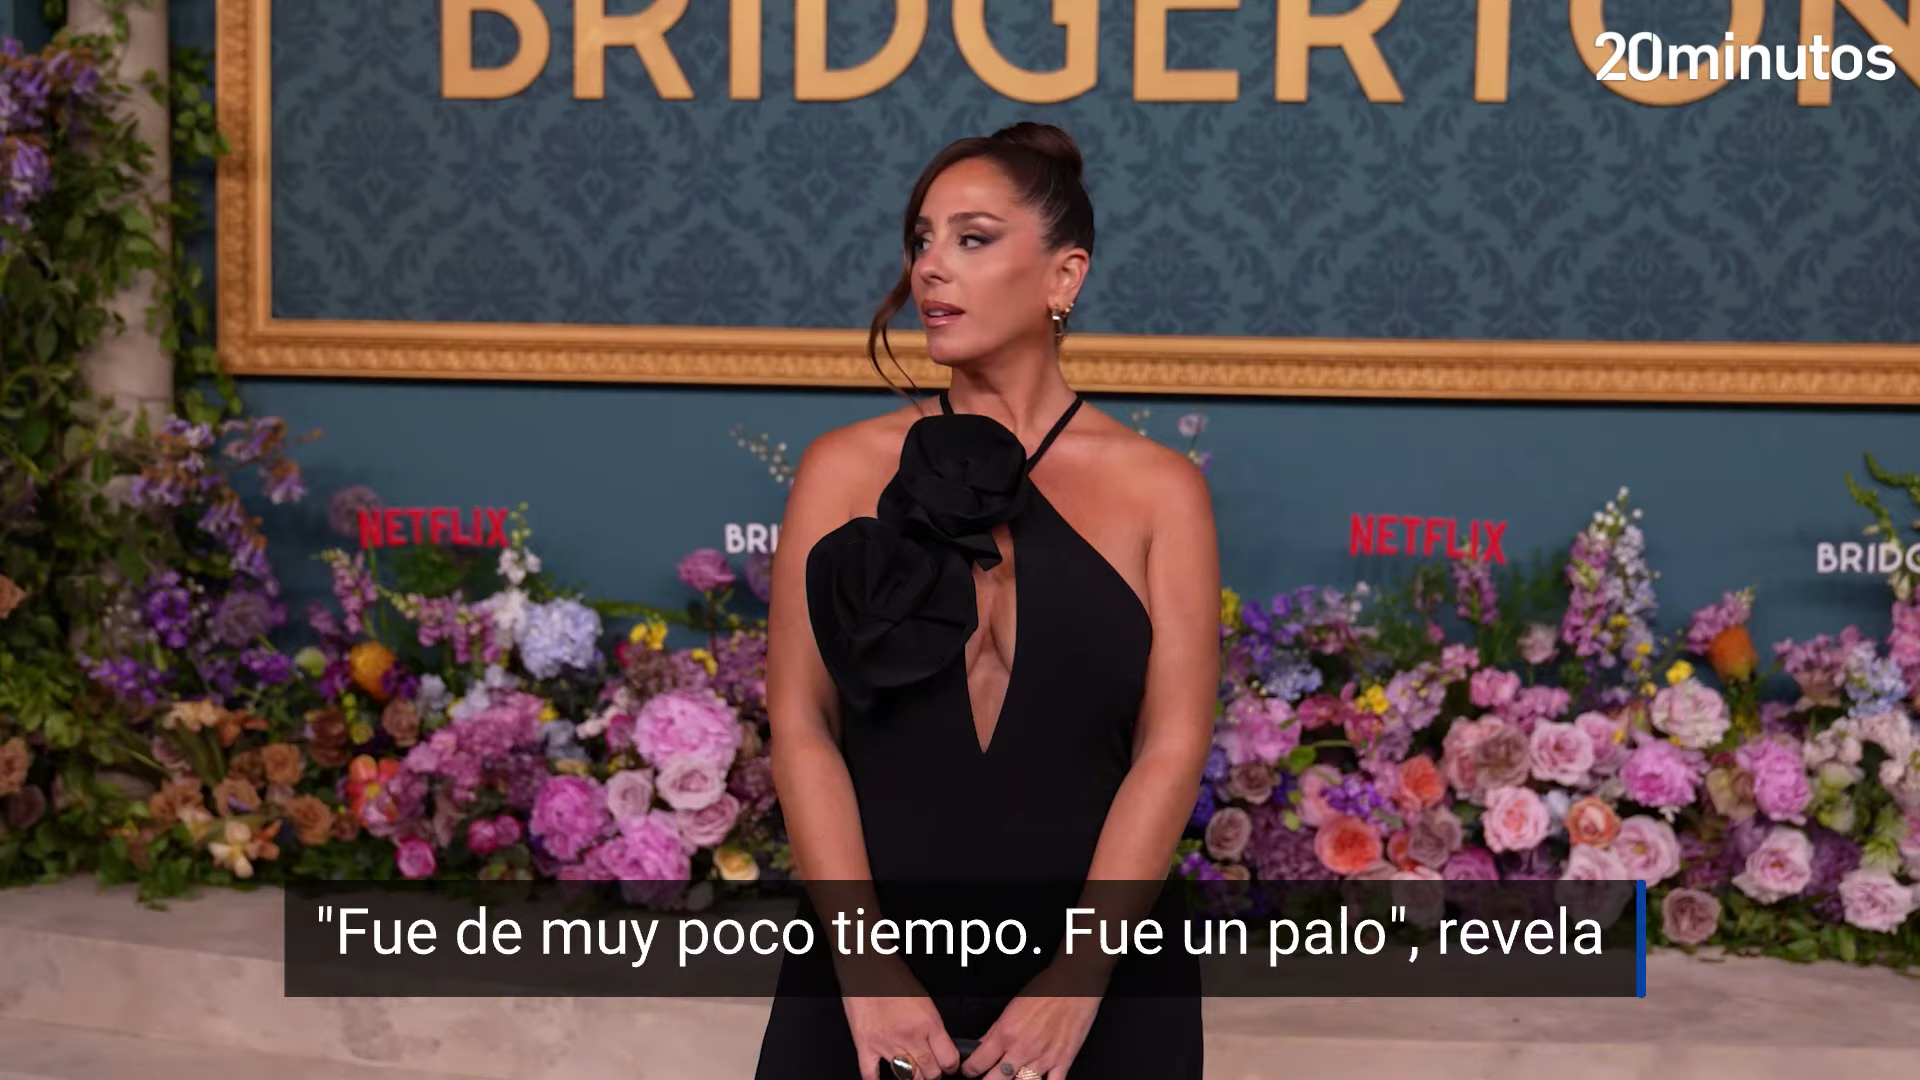 BRIDGERTON
20minutos
NETFLIX
BRI
NETFLIX
BRIDG
"Fue de muy poco tiempo. Fue un palo", revela